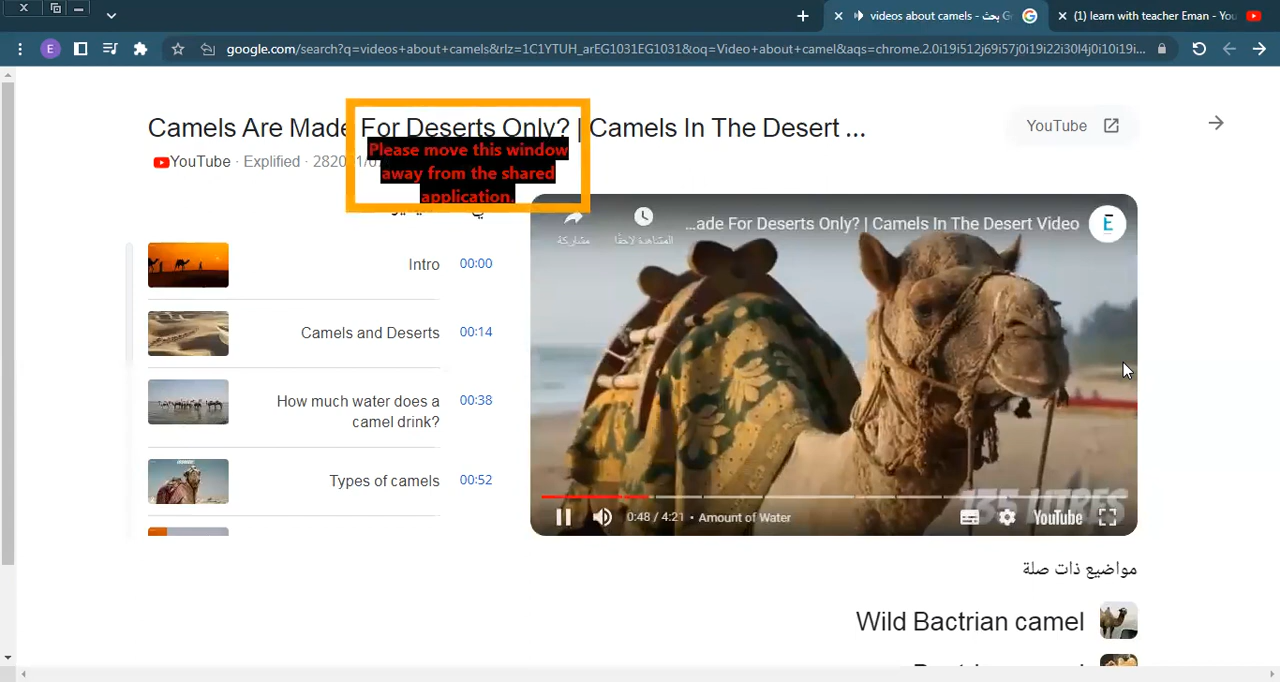 videos about camels - بحث G
(1) learn with teacher Eman - You
E
google.com/search?q=videos+about+camels&rlz=1C1YTUH_arEG1031EG1031&oq=Video+about+camel&aqs=chrome.2.0i19i512j69i57j0i19i22i30l4j0i10i19i...
Camels Are Made For Deserts Only? | Camels In The Desert ...
YouTube
YouTube · Explified ·
Please move this window
away from the shared
application.
Intro 00:00
Camels and Deserts 00:14
How much water does a 00:38
camel drink?
Types of camels 00:52
...ade For Deserts Only? | Camels In The Desert Video
E
مشاركة
المشاهدة لاحقًا
135 LITRES
0:48 / 4:21 • Amount of Water
YouTube
مواضيع ذات صلة
Wild Bactrian camel